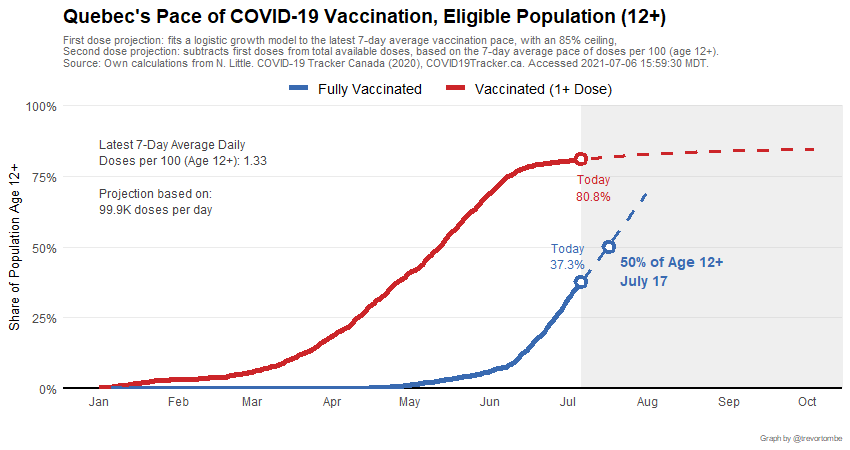 Quebec's Pace of COVID-19 Vaccination, Eligible Population (12+)
First dose projection: fits a logistic growth model to the latest 7-day average vaccination pace, with an 85% ceiling,
Second dose projection: subtracts first doses from total available doses, based on the 7-day average pace of doses per 100 (age 12+).
Source: Own calculations from N. Little. COVID-19 Tracker Canada (2020), COVID19Tracker.ca. Accessed 2021-07-06 15:59:30 MDT.
Fully Vaccinated
Vaccinated (1+ Dose)
100%
75%
50%
25%
0%
Share of Population Age 12+
Latest 7-Day Average Daily
Doses per 100 (Age 12+): 1.33
Projection based on:
99.9K doses per day
Today
80.8%
Today
37.3%
50% of Age 12+
July 17
Jan
Feb
Mar
Apr
May
Jun
Jul
Aug
Sep
Oct
Graph by @trevortombe